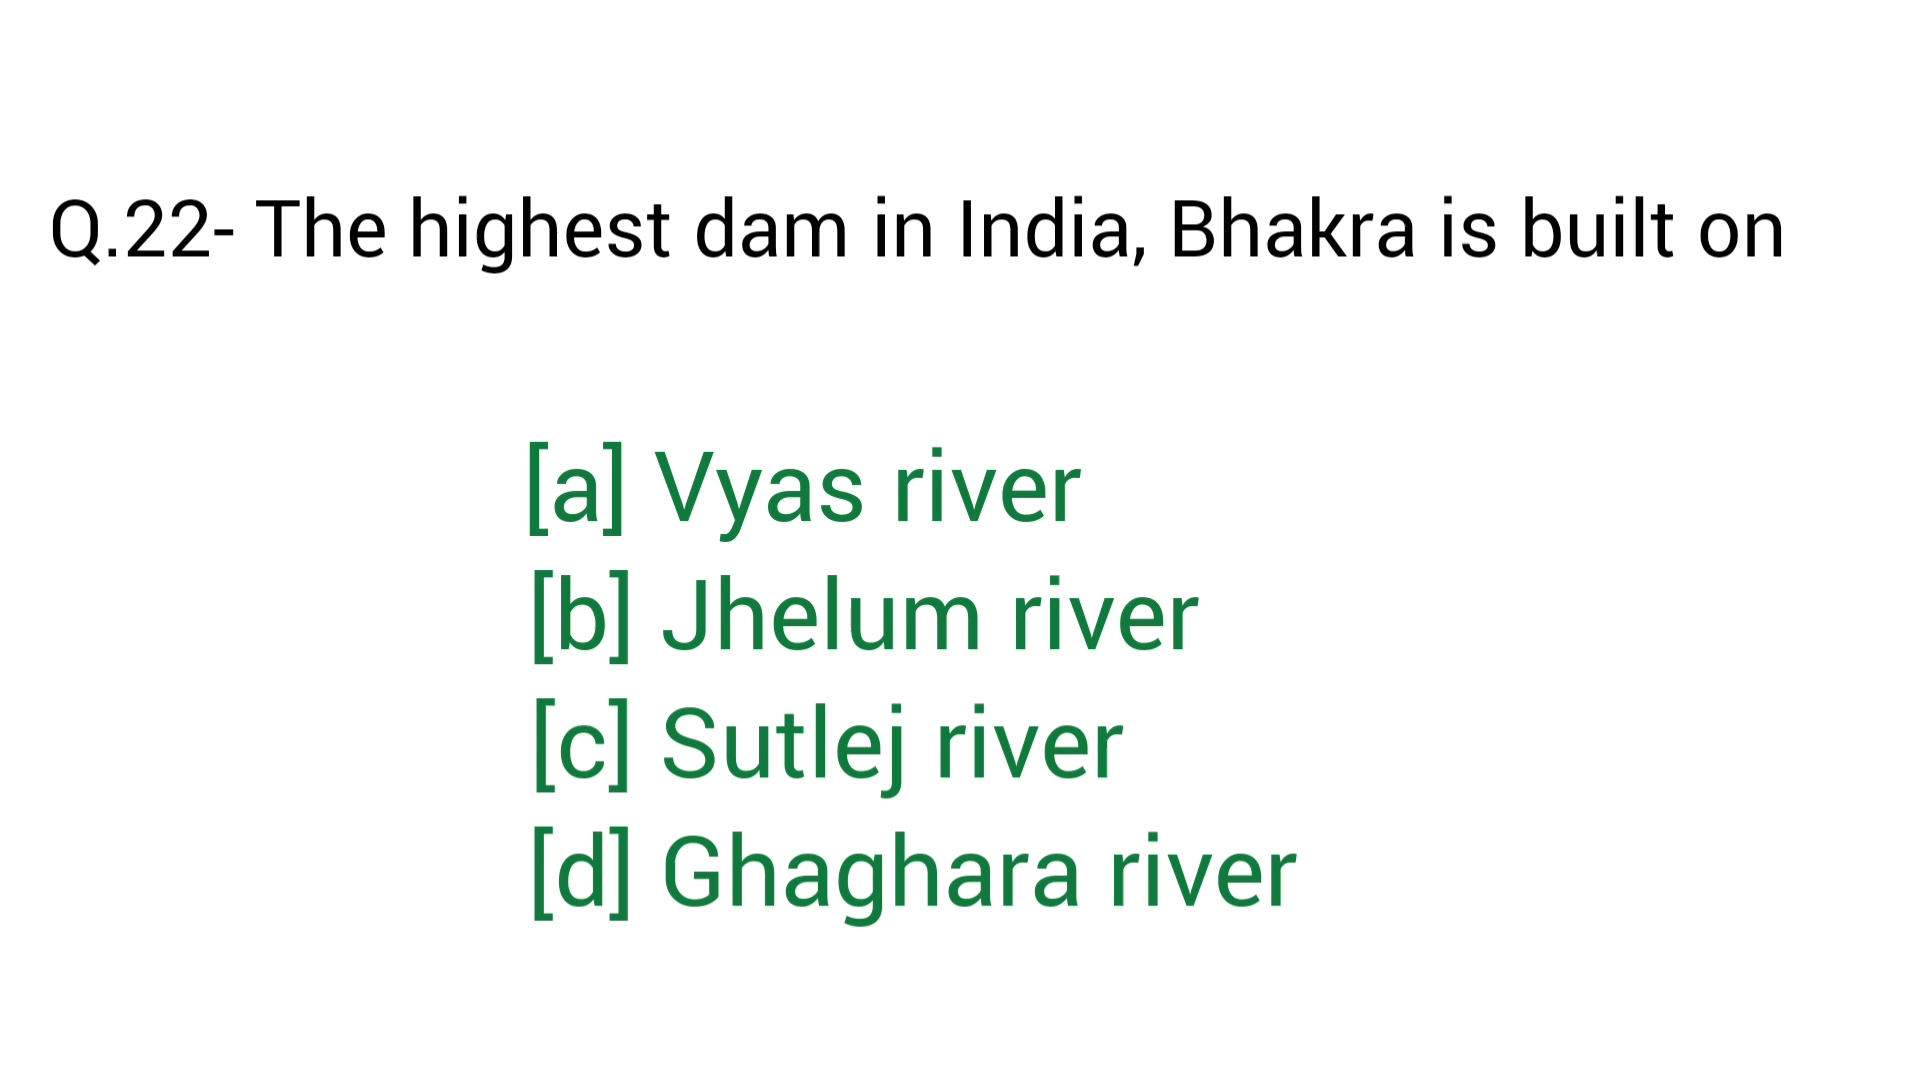 Q.22- The highest dam in India, Bhakra is built on
[a] Vyas river
[b] Jhelum river
[c] Sutlej river
[d] Ghaghara river